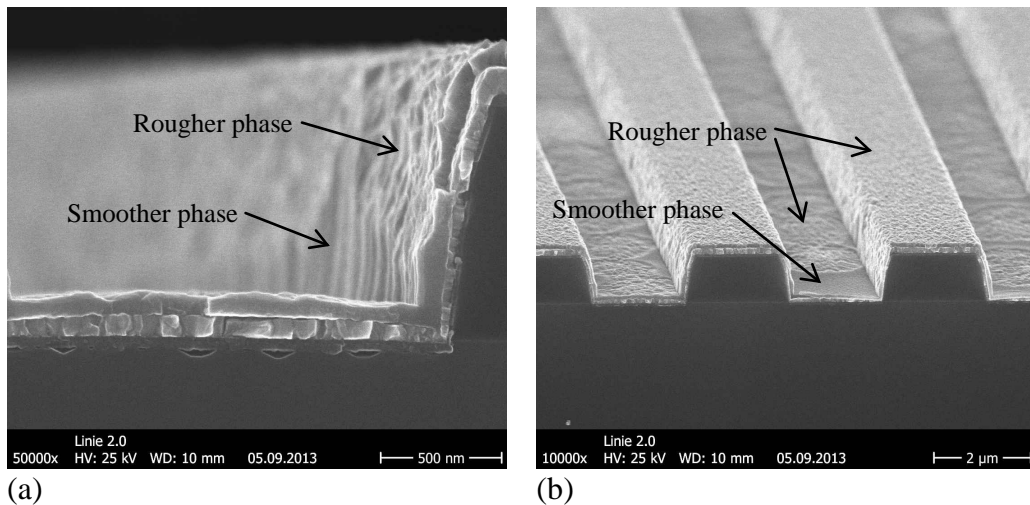 Rougher phase
Smoother phase
Linie 2.0
50000x HV: 25 kV WD: 10 mm 05.09.2013 500 nm
(a)
Rougher phase
Smoother phase
Linie 2.0
10000x HV: 25 kV WD: 10 mm 05.09.2013 2 µm
(b)